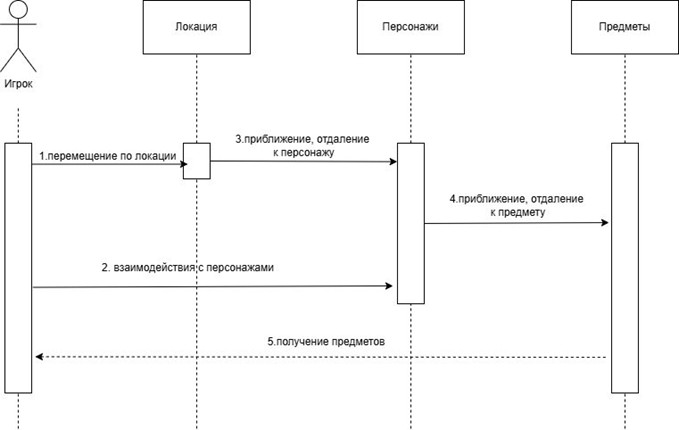 Игрок
Локация
Персонажи
Предметы
1.перемещение по локации
3.приближение, отдаление
к персонажу
4.приближение, отдаление
к предмету
2. взаимодействия с персонажами
5.получение предметов